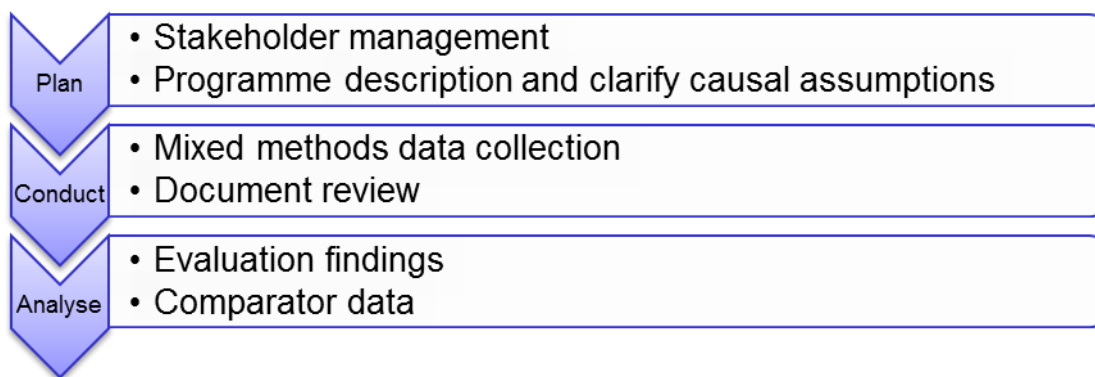 Plan
• Stakeholder management
• Programme description and clarify causal assumptions
Conduct
• Mixed methods data collection
• Document review
Analyse
• Evaluation findings
• Comparator data